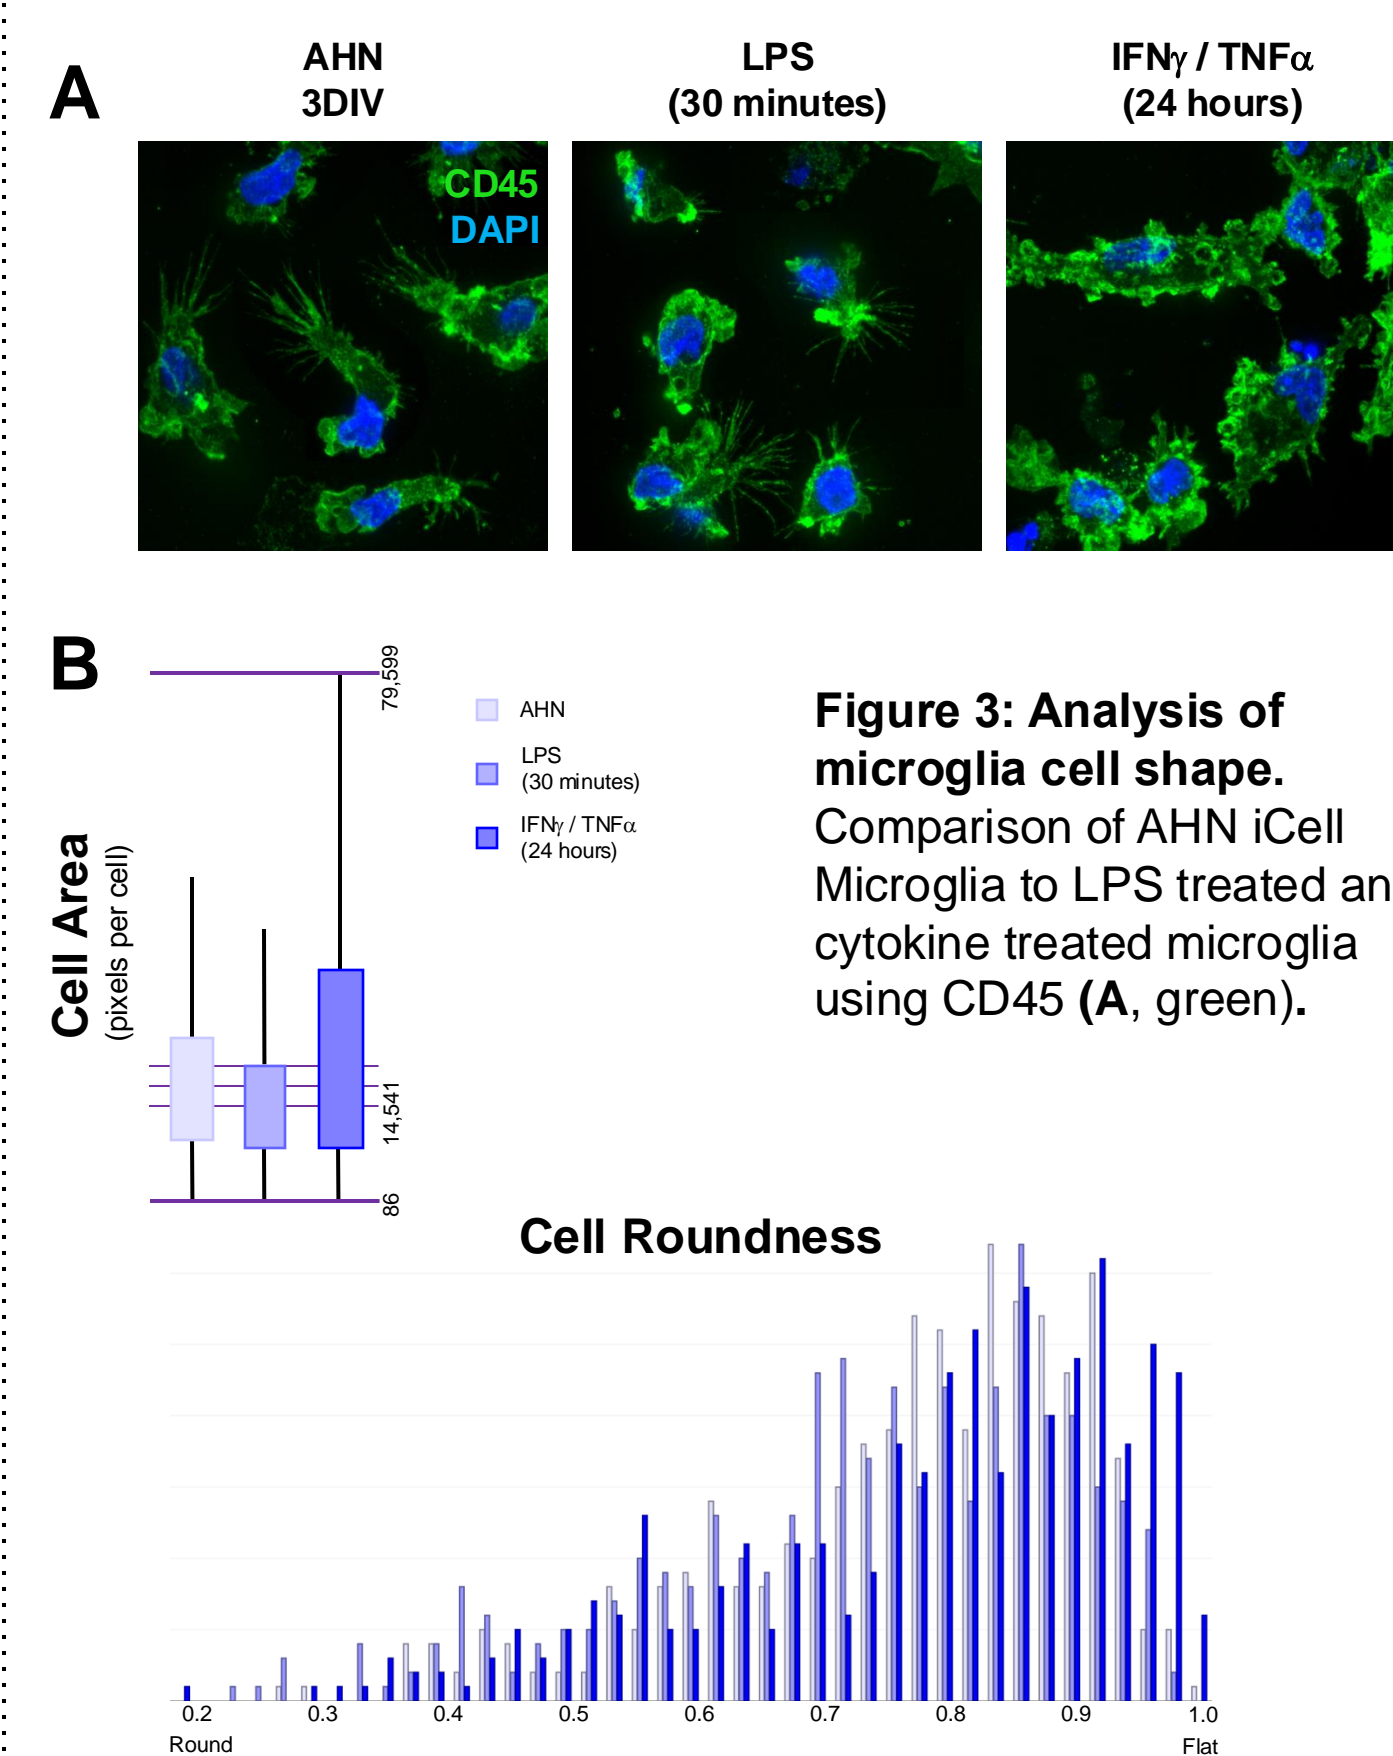 A
AHN
3DIV
LPS
(30 minutes)
IFNγ / TNFα
(24 hours)
CD45
DAPI
B
79,599
14,541
86
Cell Area
(pixels per cell)
AHN
LPS
(30 minutes)
IFNγ / TNFα
(24 hours)
Figure 3: Analysis of
microglia cell shape.
Comparison of AHN iCell
Microglia to LPS treated an
cytokine treated microglia
using CD45 (A, green).
Cell Roundness
0.2 0.3 0.4 0.5 0.6 0.7 0.8 0.9 1.0
Round Flat